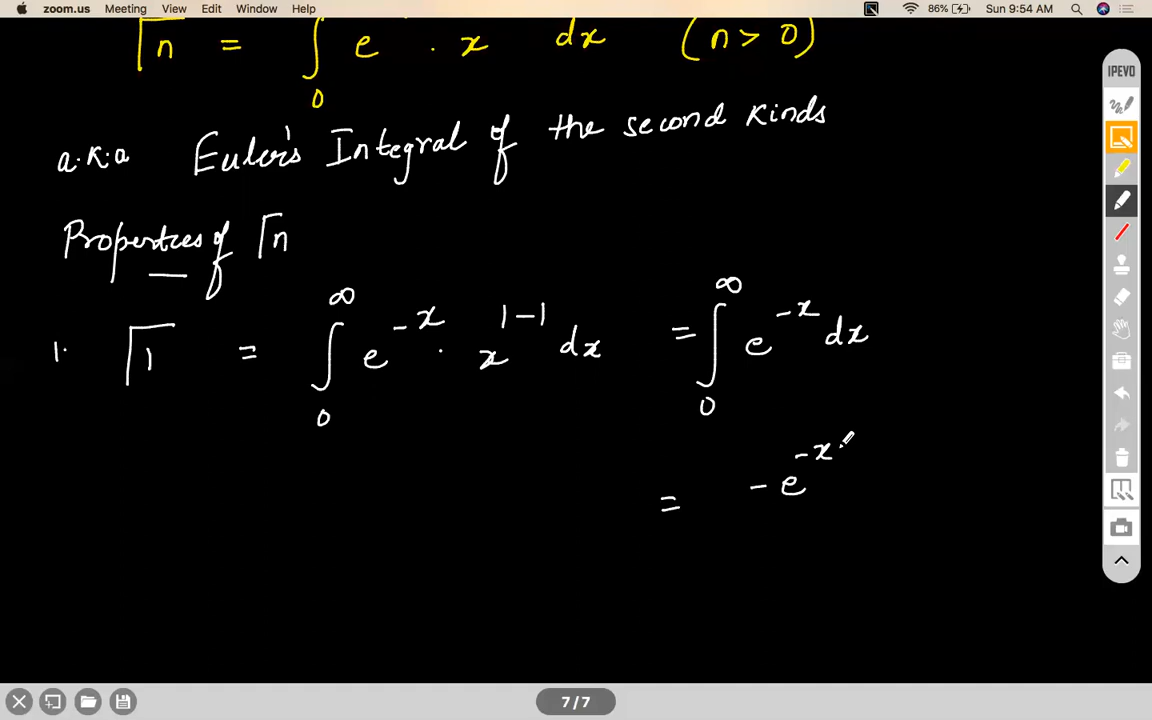 zoom.us Meeting View Edit Window Help 86% Sun 9:54 AM
Γn = ∫ e . x dx (n > 0)
0
a.k.a Euler's Integral of the second kinds
IPEVO
Properties of Γn
1. Γ1 = ∫₀^∞ e^{-x} . x^{1-1} dx = ∫₀^∞ e^{-x} dx
= -e^{-x}
7/7